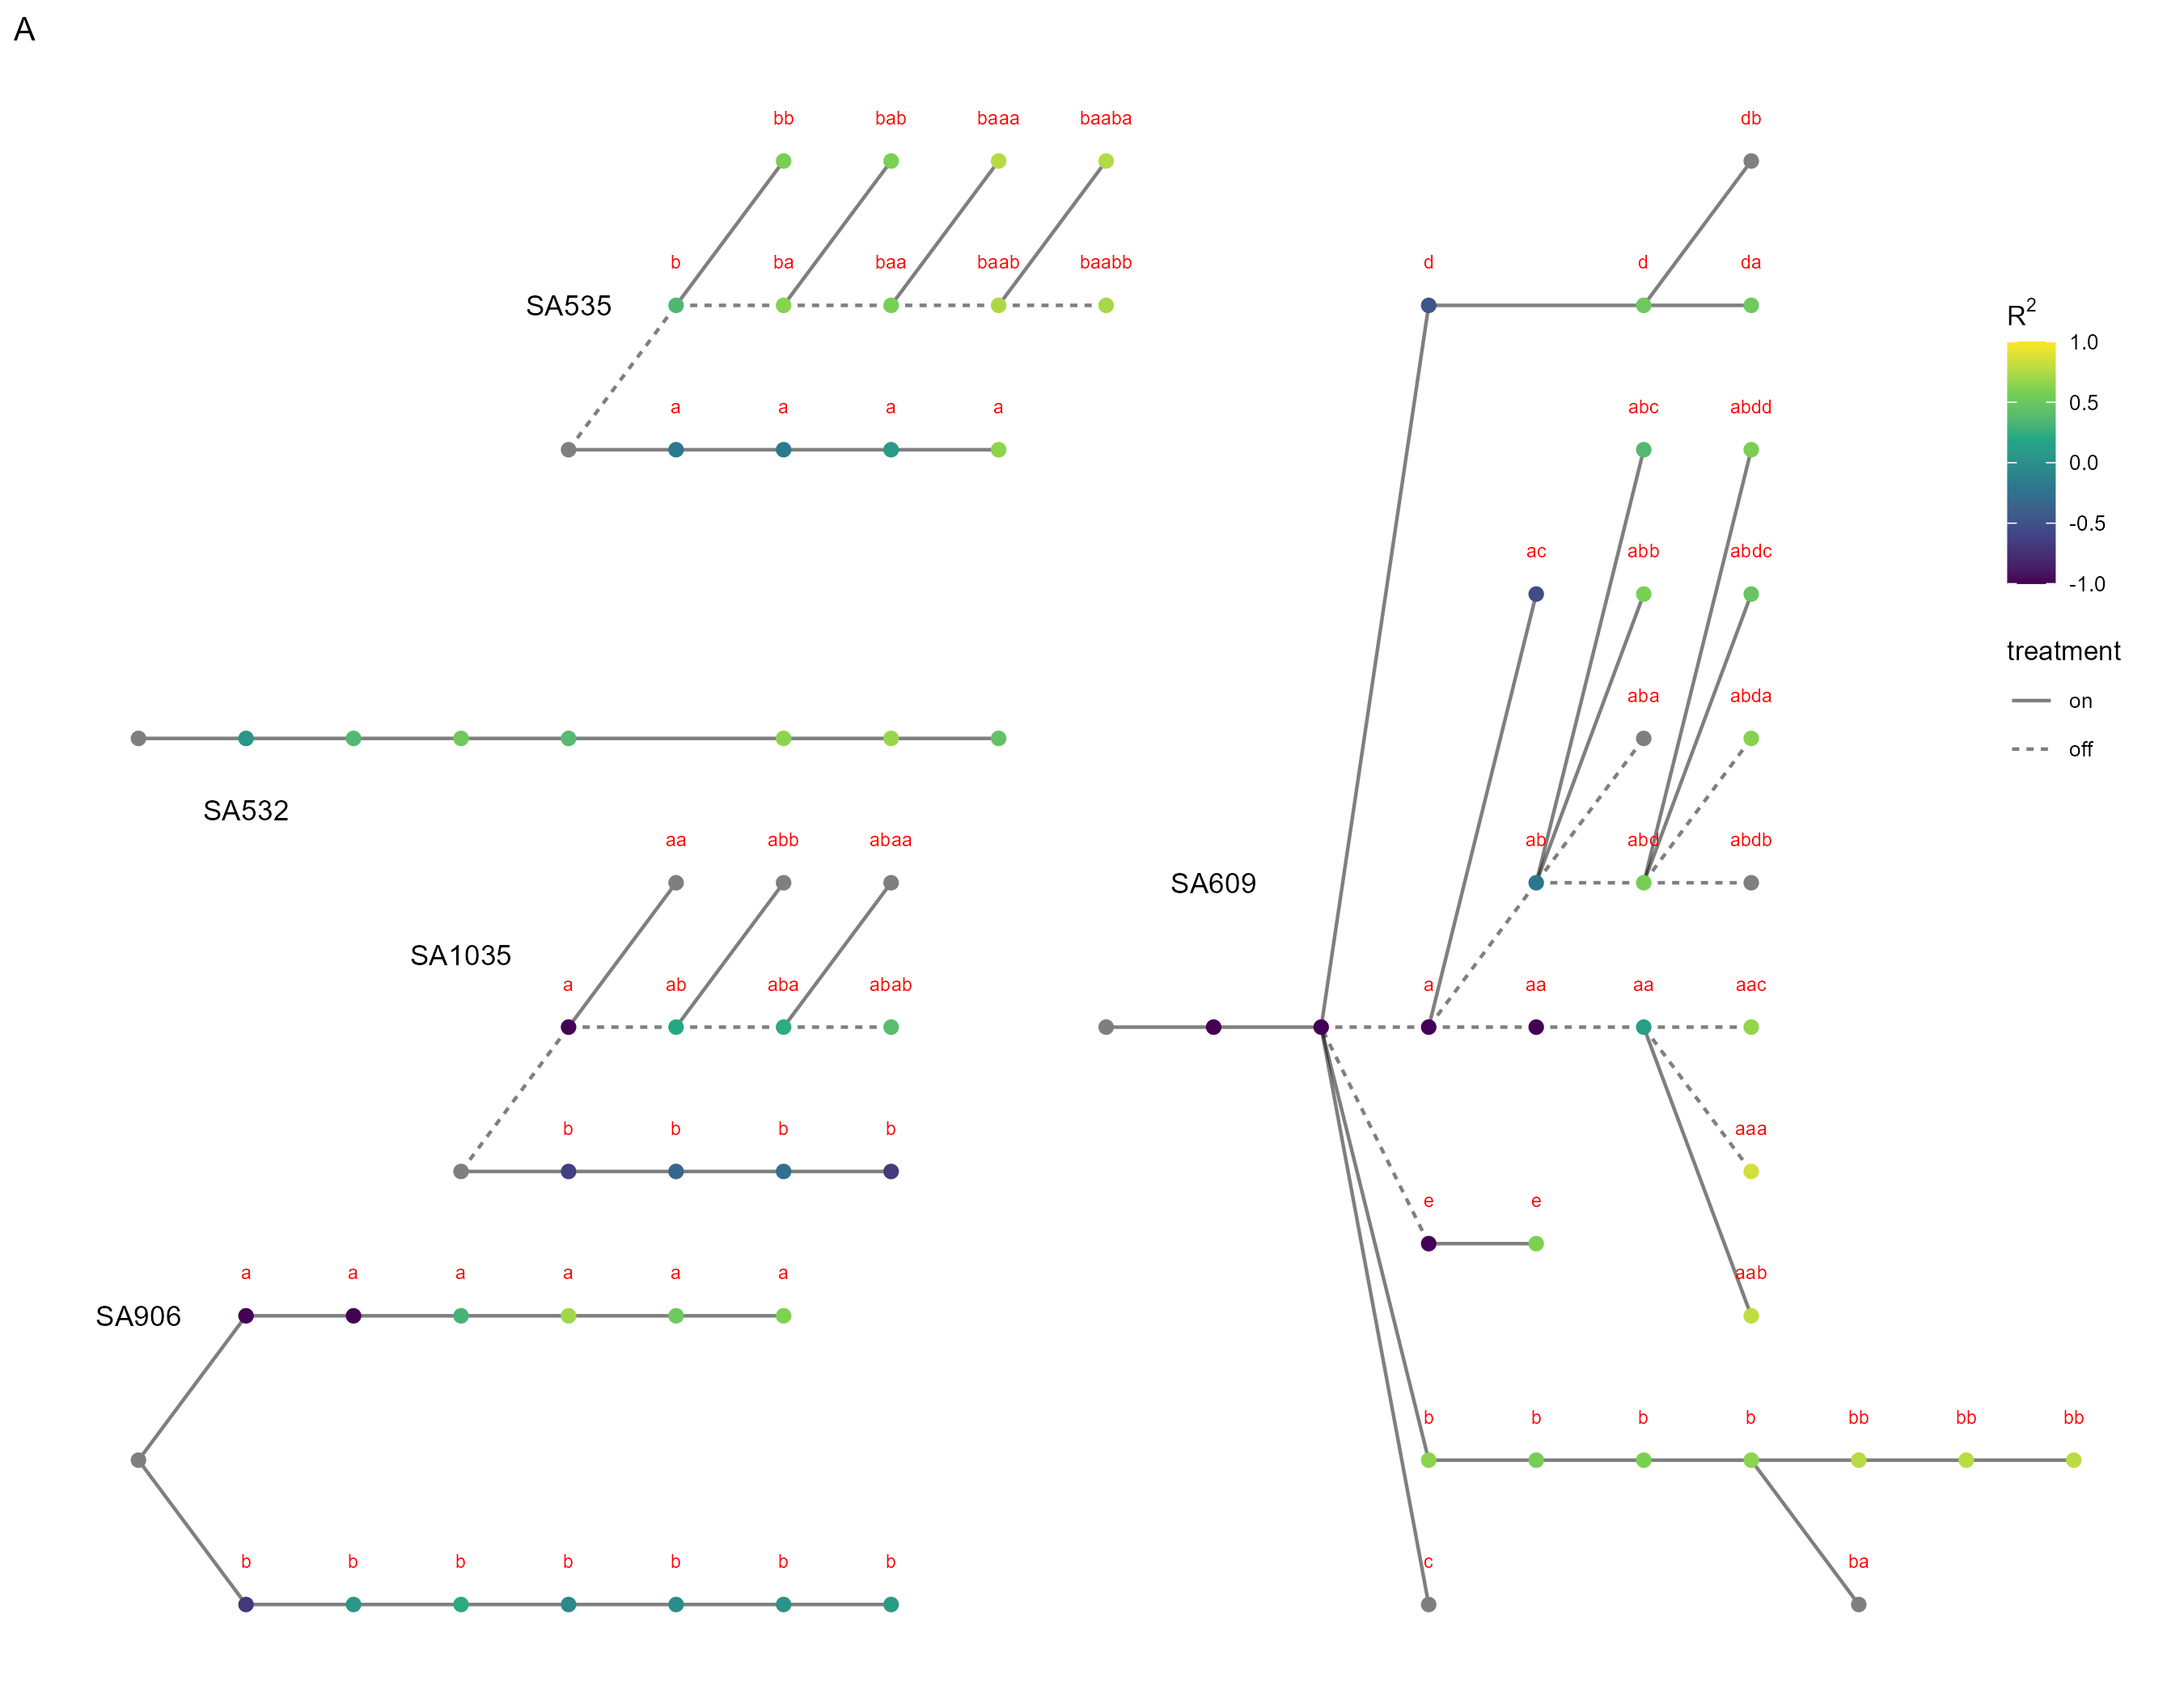 A
bb bab baaa baaba db
b ba baa baab baabb d d da
SA535
R2
1.0
0.5
0.0
-0.5
-1.0
a a a a abc abdd
ac abb abdc
treatment
on
off
aba abda
SA532
aa abb abaa ab abd abdb
SA609
SA1035
a ab aba abab a aa aa aac
b b b b aaa
e e
a a a a a a aab
SA906
b b b b bb bb bb
b b b b b b b c ba